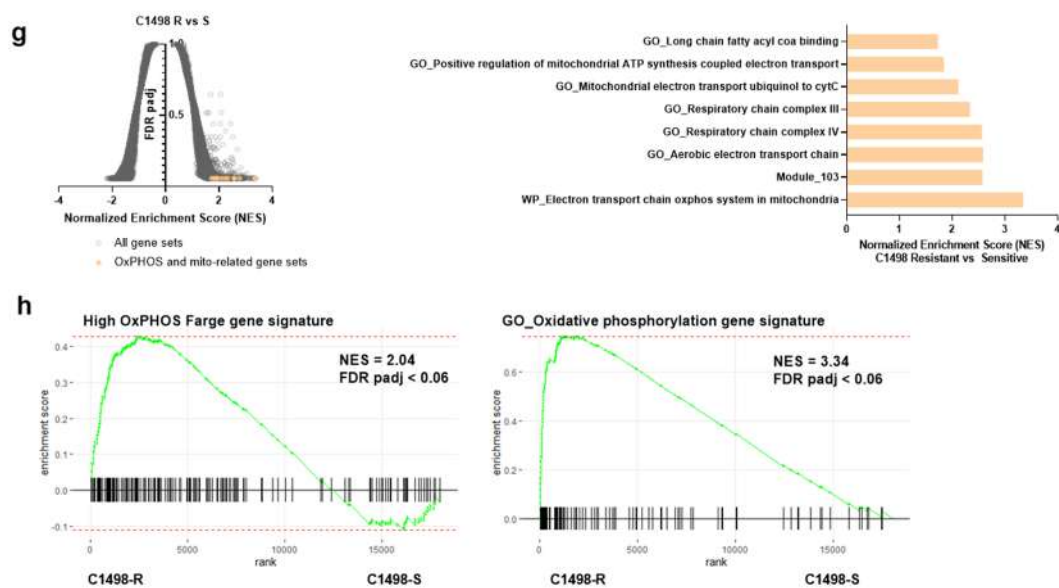 g
C1498 R vs S
1.0
0.5
FDR padj
-4
-2
0
2
4
Normalized Enrichment Score (NES)
All gene sets
OxPHOS and mito-related gene sets
GO_Long chain fatty acyl coa binding
GO_Positive regulation of mitochondrial ATP synthesis coupled electron transport
GO_Mitochondrial electron transport ubiquinol to cytC
GO_Respiratory chain complex III
GO_Respiratory chain complex IV
GO_Aerobic electron transport chain
Module_103
WP_Electron transport chain oxphos system in mitochondria
0
1
2
3
4
Normalized Enrichment Score (NES)
C1498 Resistant vs Sensitive
h
High OxPHOS Farge gene signature
NES = 2.04
FDR padj < 0.06
enrichment score
0.4
0.3
0.2
0.1
0.0
-0.1
0
5000
10000
15000
rank
C1498-R
C1498-S
GO_Oxidative phosphorylation gene signature
NES = 3.34
FDR padj < 0.06
enrichment score
0.6
0.4
0.2
0.0
0
5000
10000
15000
rank
C1498-R
C1498-S